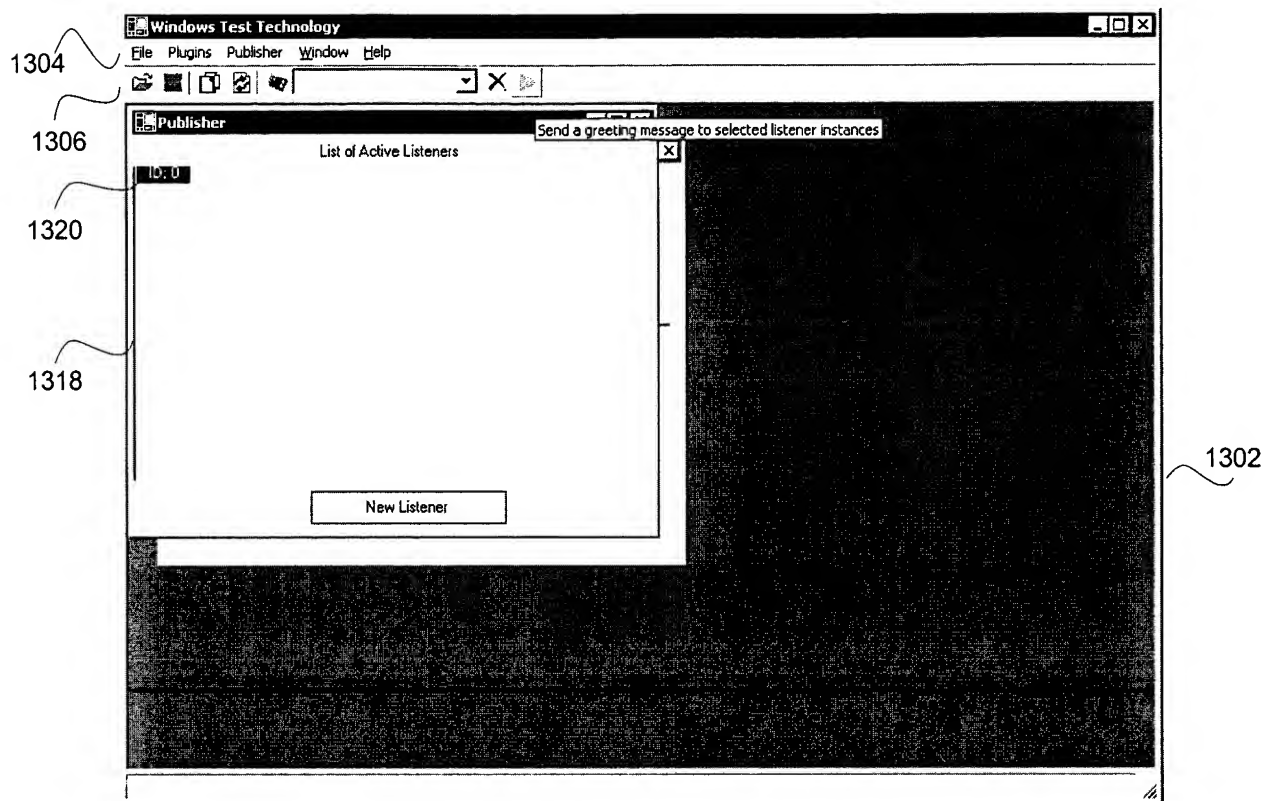 Windows Test Technology
File Plugins Publisher Window Help
1304
1306
Publisher
Send a greeting message to selected listener instances
List of Active Listeners
ID: 0
1320
1318
1302
New Listener